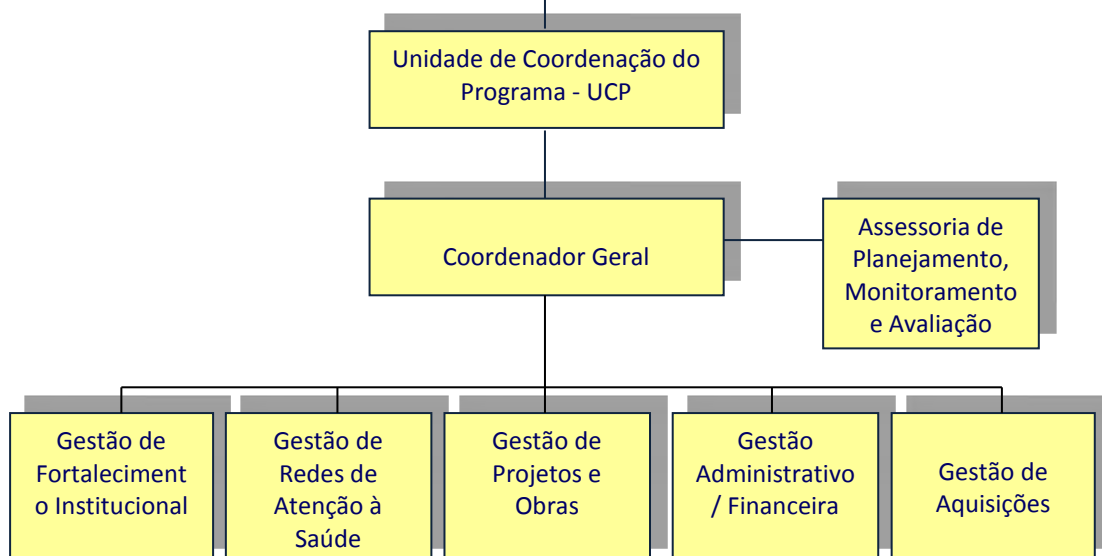 Unidade de Coordenação do
Programa - UCP
Coordenador Geral
Assessoria de
Planejamento,
Monitoramento
e Avaliação
Gestão de
Fortaleciment
o Institucional
Gestão de
Redes de
Atenção à
Saúde
Gestão de
Projetos e
Obras
Gestão
Administrativo
/ Financeira
Gestão de
Aquisições